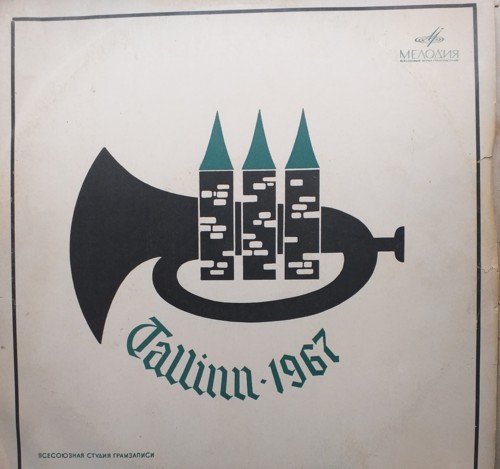 МЕЛОДИЯ
Tallinn·1967
ВСЕСОЮЗНАЯ СТУДИЯ ГРАМЗАПИСИ